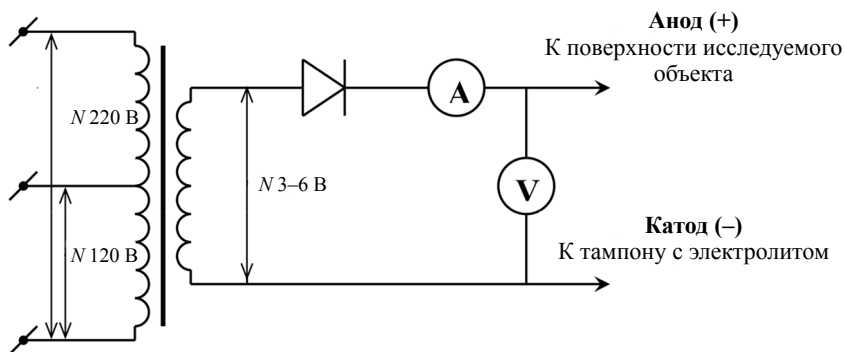 Анод (+)
К поверхности исследуемого
объекта
N 220 В
A
N 3–6 В
V
N 120 В
Катод (–)
К тампону с электролитом